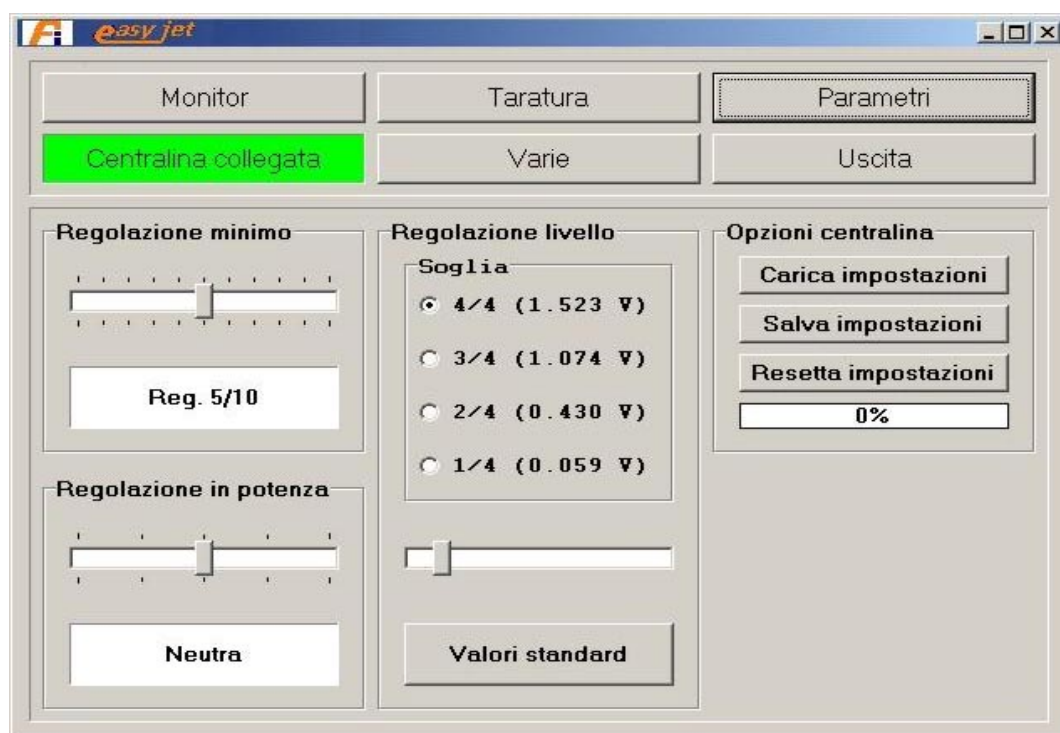 easy jet
Monitor
Taratura
Parametri
Centralina collegata
Varie
Uscita
Regolazione minimo
Reg. 5/10
Regolazione in potenza
Neutra
Regolazione livello
Soglia
4/4 (1.523 V)
3/4 (1.074 V)
2/4 (0.430 V)
1/4 (0.059 V)
Valori standard
Opzioni centralina
Carica impostazioni
Salva impostazioni
Resetta impostazioni
0%